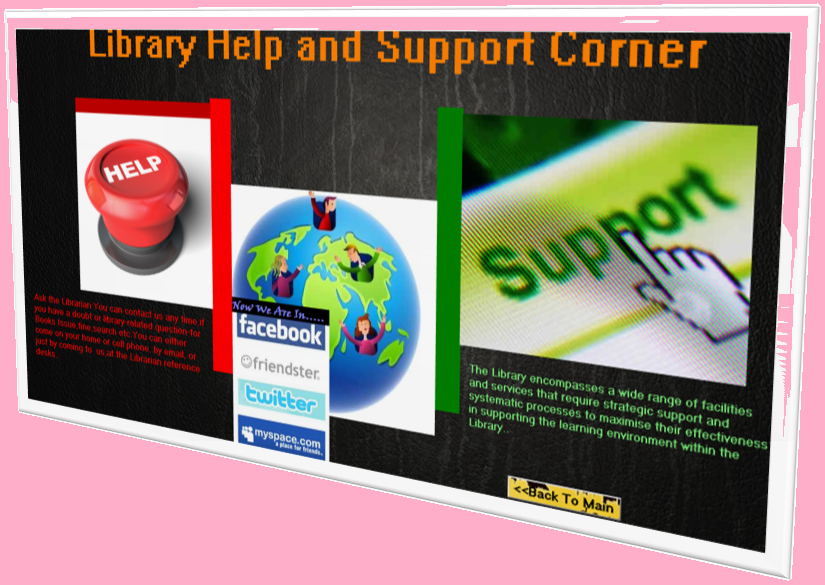 Library Help and Support Corner
HELP
Support
Ask the Librarian You can contact us any time,if
you have a doubt or library related question for
Books Issue,fine,search etc.You can either
come on your home or cell phone, by email, or
just by coming to us at the Librarian reference
desks.
Now We Are In.....
facebook
friendster.
twitter
myspace.com
a place for friends.
The Library encompasses a wide range of facilities
and services that require strategic support and
systematic processes to maximise their effectiveness
in supporting the learning environment within the
Library...
<<Back To Main